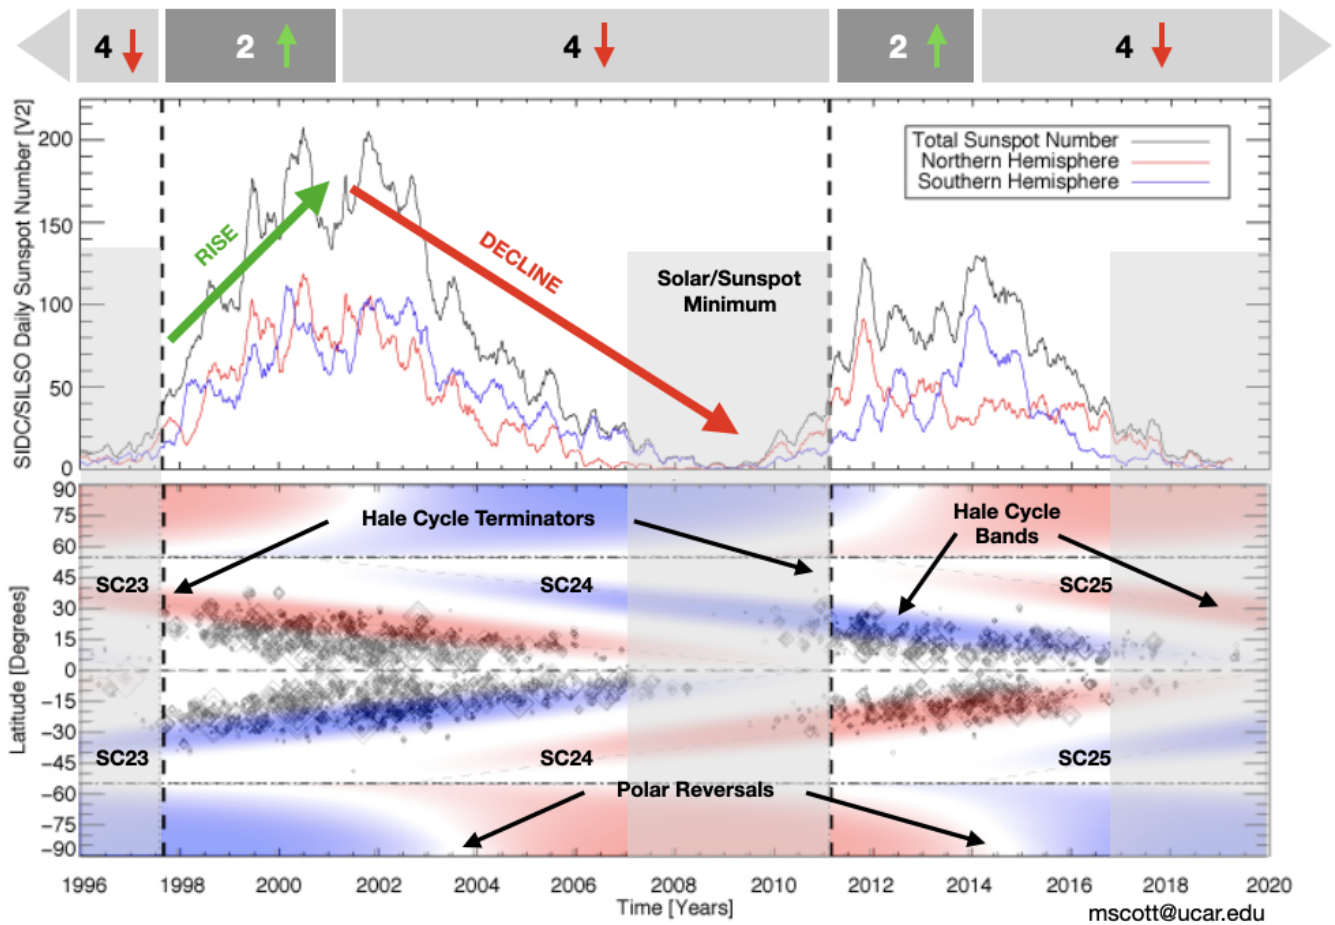 4 2 4 2 4
SIDC/SILSO Daily Sunspot Number [V2]
200
150
100
50
0
RISE
DECLINE
Solar/Sunspot
Minimum
Total Sunspot Number
Northern Hemisphere
Southern Hemisphere
Latitude [Degrees]
90
75
60
45
30
15
0
-15
-30
-45
-60
-75
-90
Hale Cycle Terminators
Hale Cycle
Bands
SC23 SC24 SC25
SC23 SC24 SC25
Polar Reversals
1996 1998 2000 2002 2004 2006 2008 2010 2012 2014 2016 2018 2020
Time [Years]
mscott@ucar.edu